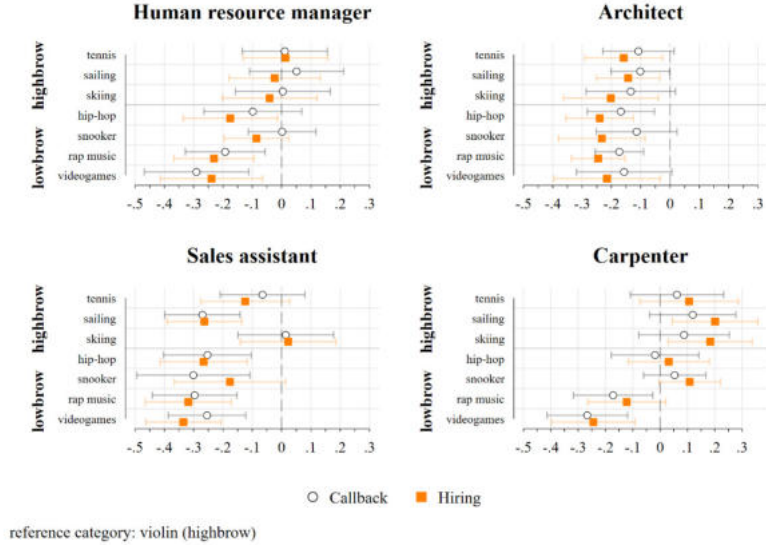 Human resource manager
highbrow
tennis
sailing
skiing
lowbrow
hip-hop
snooker
rap music
videogames
-.5 -.4 -.3 -.2 -.1 0 .1 .2 .3
Architect
highbrow
tennis
sailing
skiing
lowbrow
hip-hop
snooker
rap music
videogames
-.5 -.4 -.3 -.2 -.1 0 .1 .2 .3
Sales assistant
highbrow
tennis
sailing
skiing
lowbrow
hip-hop
snooker
rap music
videogames
-.5 -.4 -.3 -.2 -.1 0 .1 .2 .3
Carpenter
highbrow
tennis
sailing
skiing
lowbrow
hip-hop
snooker
rap music
videogames
-.5 -.4 -.3 -.2 -.1 0 .1 .2 .3
Callback Hiring
reference category: violin (highbrow)